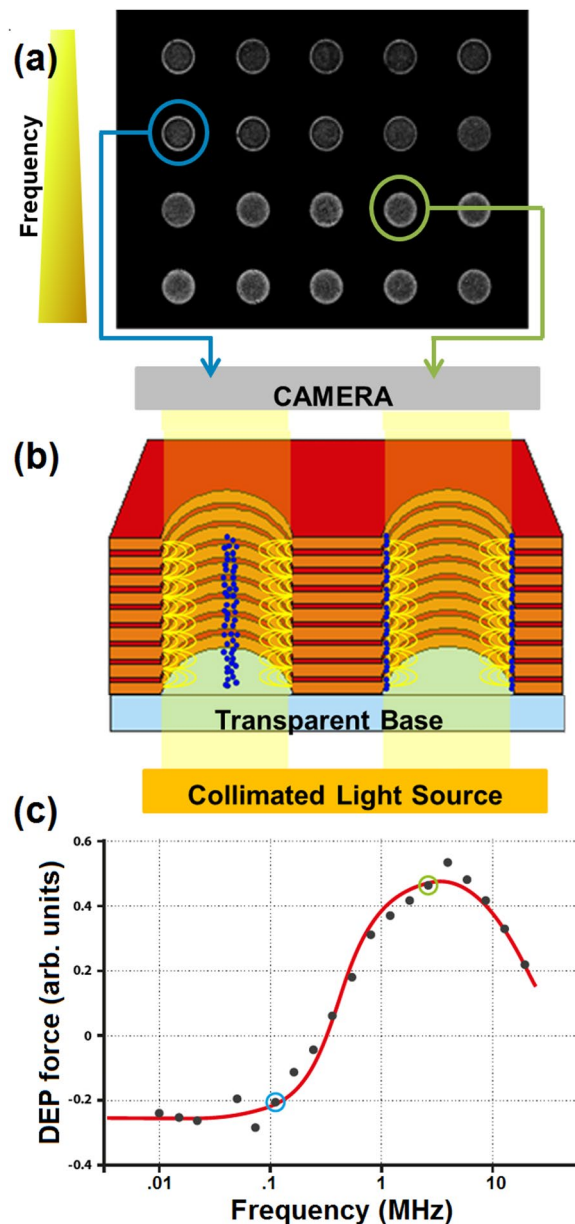 (a)
Frequency
CAMERA
(b)
Transparent Base
Collimated Light Source
(c)
0.6
0.4
0.2
0
-0.2
-0.4
DEP force (arb. units)
.01
.1
1
10
Frequency (MHz)